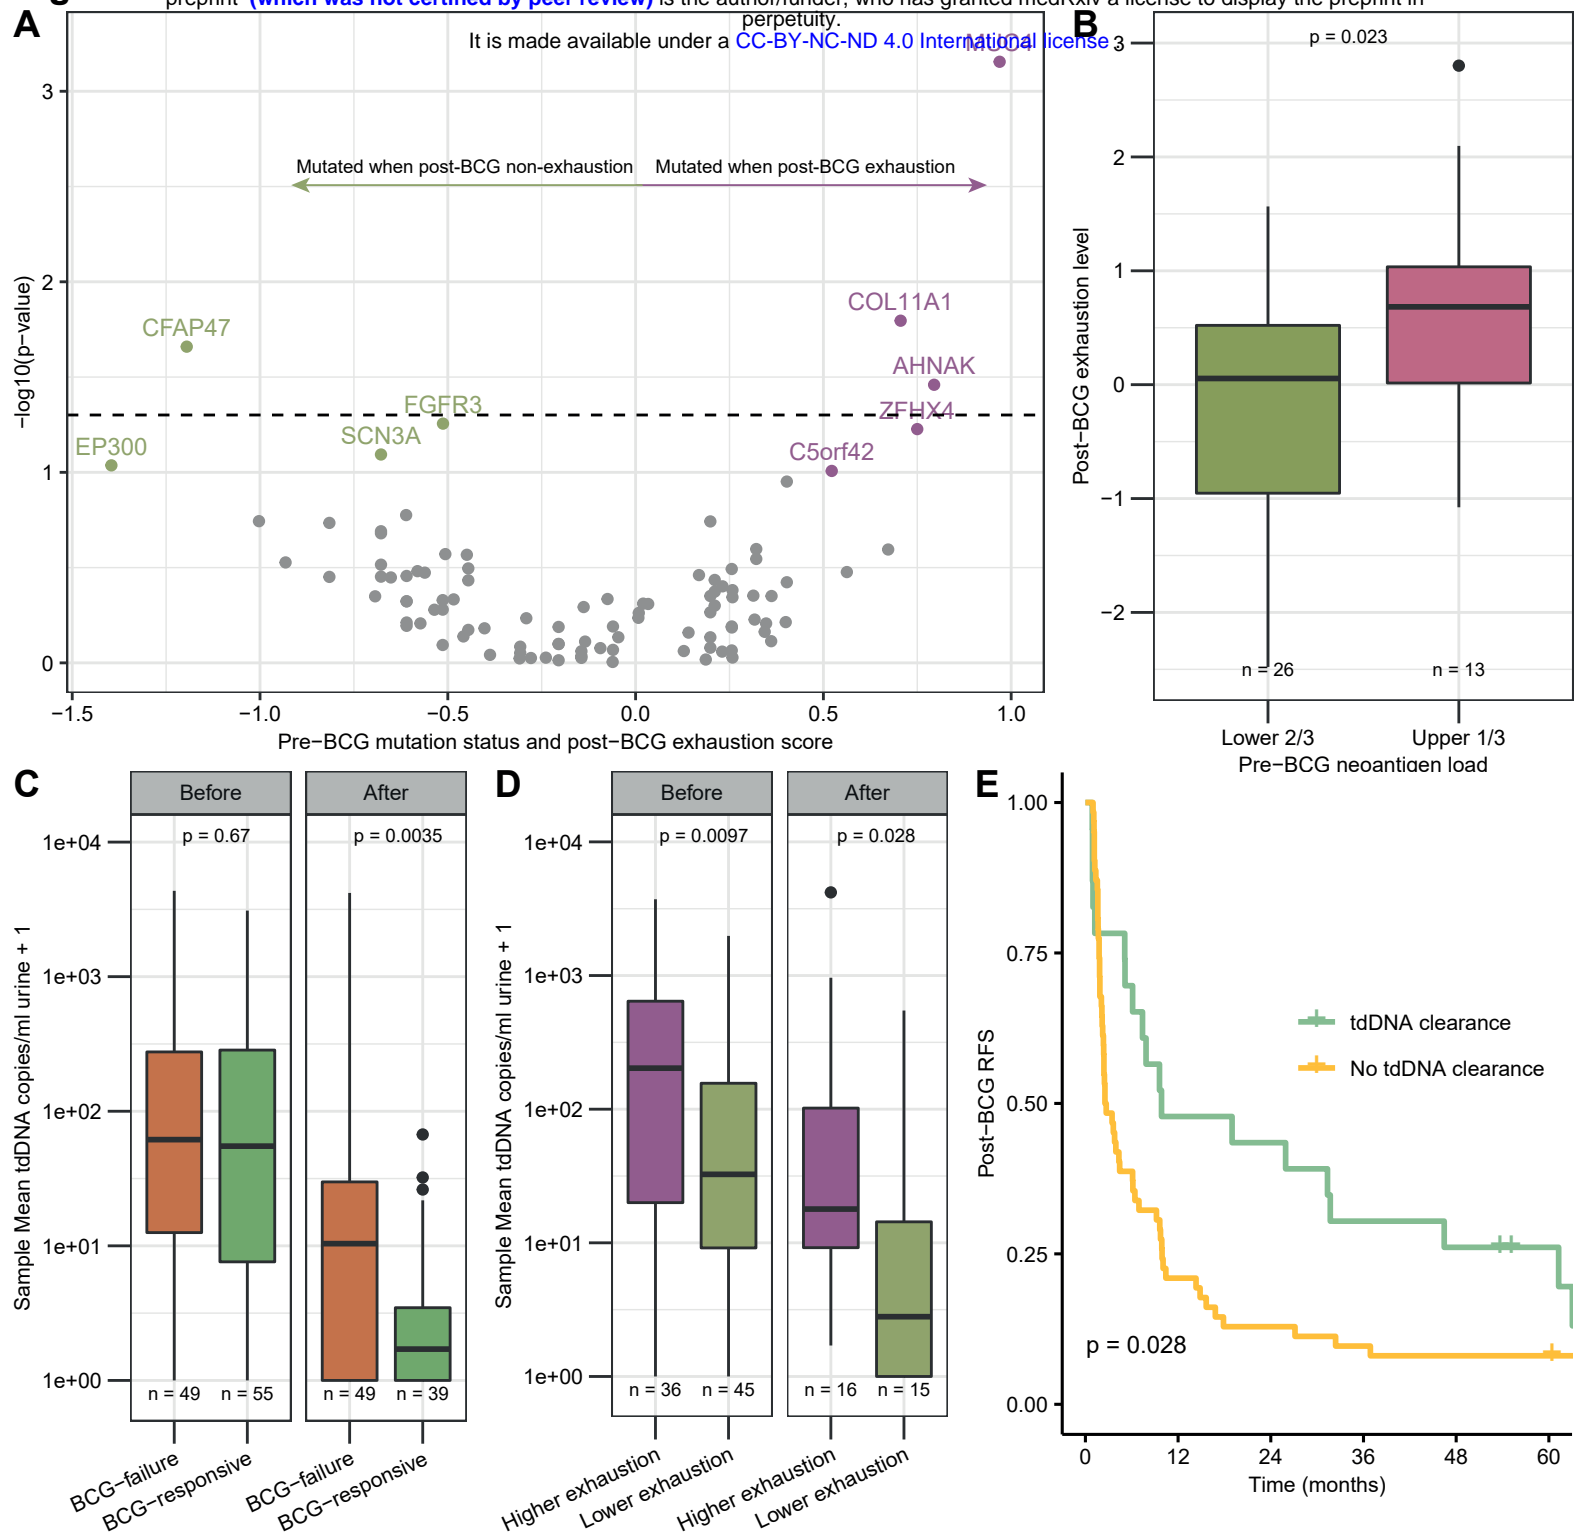 preprint (which was not certified by peer review) is the author/funder, who has granted medRxiv a license to display the preprint in
perpetuity.
It is made available under a CC-BY-NC-ND 4.0 International license
A
MUC4
3
Mutated when post−BCG non−exhaustion Mutated when post−BCG exhaustion
2
COL11A1
CFAP47
AHNAK
FGFR3
ZFHX4
SCN3A
EP300
C5orf42
1
0
−log10(p−value)
−1.5 −1.0 −0.5 0.0 0.5 1.0
Pre−BCG mutation status and post−BCG exhaustion score
B
p = 0.023
3
2
1
0
−1
−2
Post−BCG exhaustion level
n = 26 n = 13
Lower 2/3 Upper 1/3
Pre−BCG neoantigen load
C
Before After
p = 0.67 p = 0.0035
1e+04
1e+03
1e+02
1e+01
1e+00
Sample Mean tdDNA copies/ml urine + 1
n = 49 n = 55 n = 49 n = 39
BCG−failure
BCG−responsive
BCG−failure
BCG−responsive
D
Before After
p = 0.0097 p = 0.028
1e+04
1e+03
1e+02
1e+01
1e+00
Sample Mean tdDNA copies/ml urine + 1
n = 36 n = 45 n = 16 n = 15
Higher exhaustion
Lower exhaustion
Higher exhaustion
Lower exhaustion
E
1.00
0.75
0.50
0.25
0.00
Post−BCG RFS
tdDNA clearance
No tdDNA clearance
p = 0.028
0 12 24 36 48 60
Time (months)